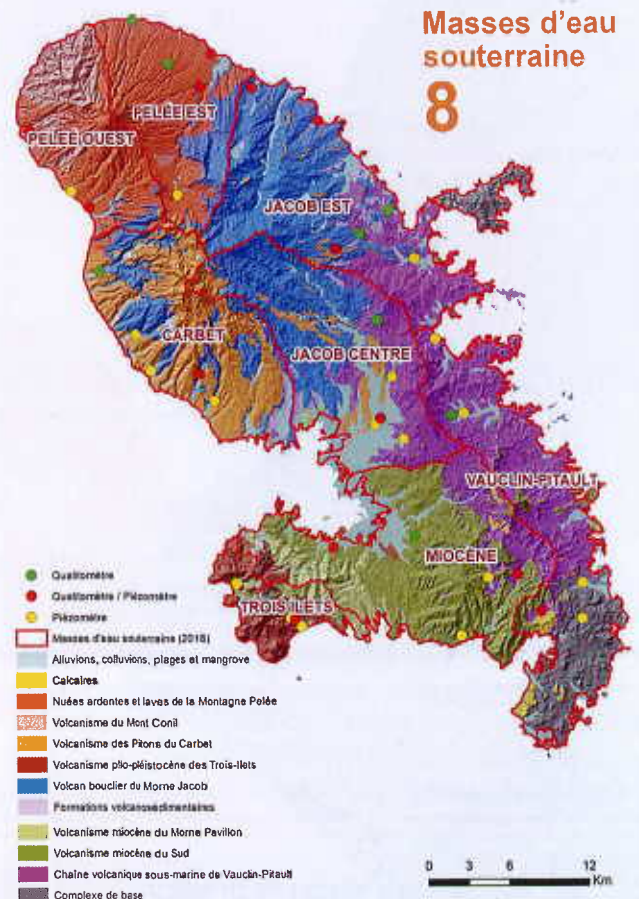 Masses d'eau
souterraine
8
PELÉE EST
PELÉE OUEST
JACOB EST
CARBET
JACOB CENTRE
VAUCLIN-PITAULT
MIOCÈNE
TROIS ILETS
Qualitomètre
Qualitomètre / Piézomètre
Piézomètre
Masses d'eau souterraine (2016)
Alluvions, colluvions, plages et mangrove
Calcaires
Nuées ardentes et laves de la Montagne Pelée
Volcanisme du Mont Conil
Volcanisme des Pitons du Carbet
Volcanisme plio-pléistocène des Trois-Ilets
Volcan bouclier du Morne Jacob
Formations volcanosédimentaires
Volcanisme miocène du Morne Pavillon
Volcanisme miocène du Sud
Chaîne volcanique sous-marine de Vauclin-Pitault
Complexe de base
0 3 6 12
Km